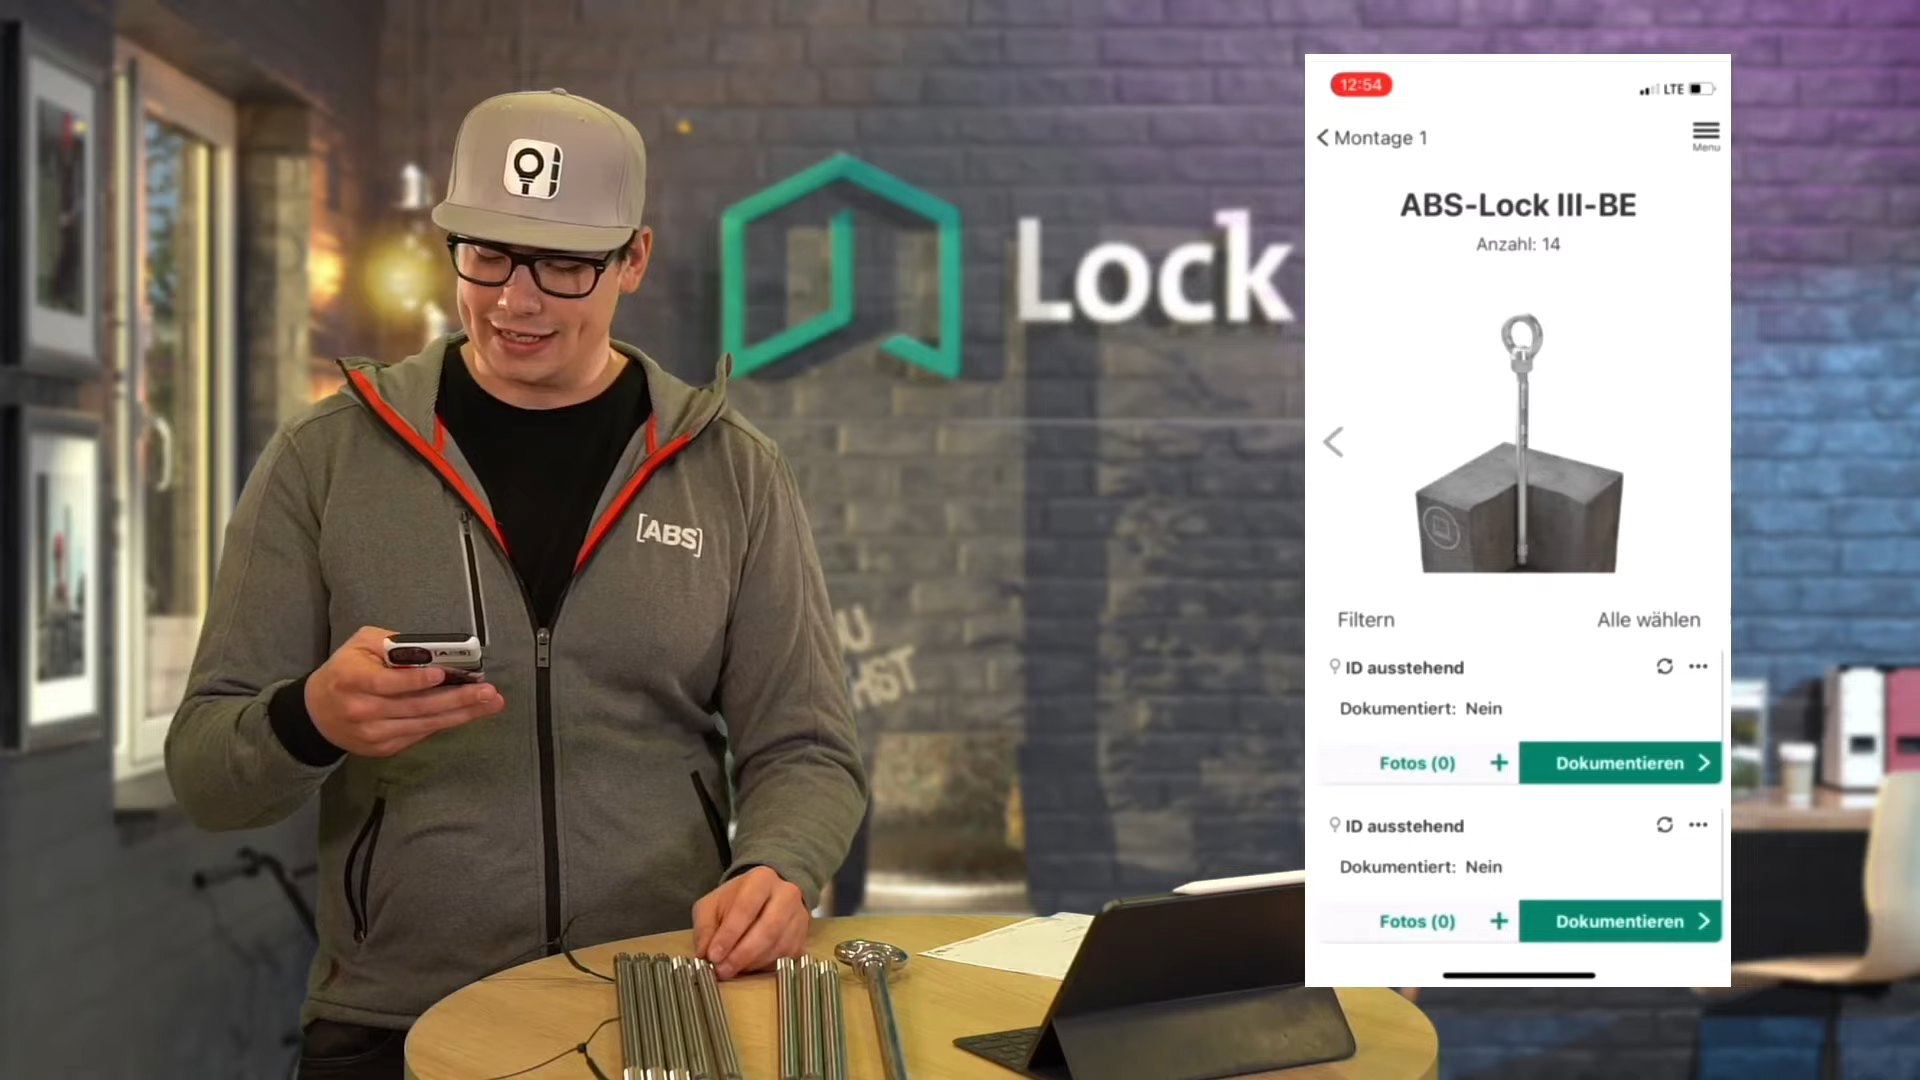 Lock
[ABS]
[ABS]
12:54
LTE
Montage 1
Menu
ABS-Lock III-BE
Anzahl: 14
Filtern
Alle wählen
ID ausstehend
Dokumentiert: Nein
Fotos (0) +
Dokumentieren
ID ausstehend
Dokumentiert: Nein
Fotos (0) +
Dokumentieren